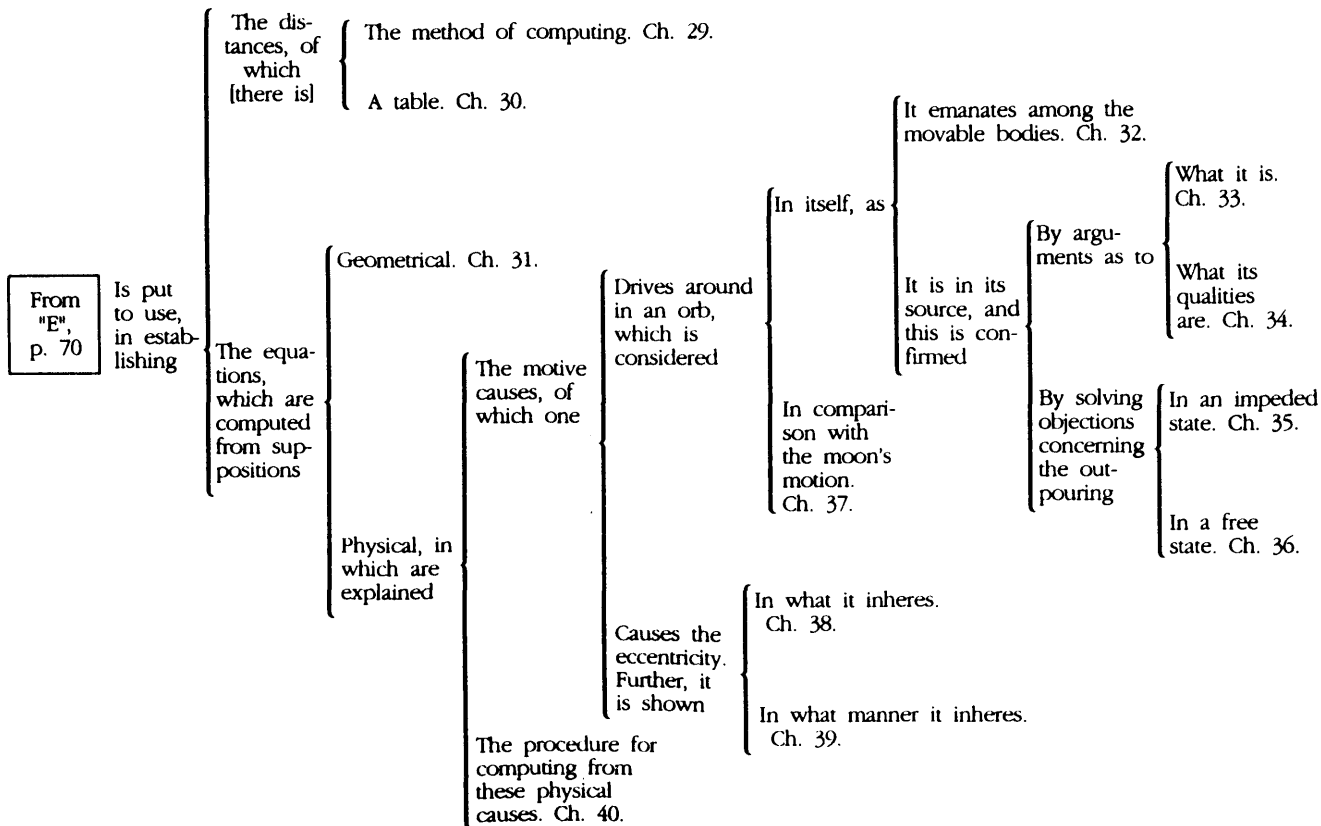 From
"E",
p. 70
Is put
to use,
in estab-
lishing
The dis-
tances, of
which
[there is]
The method of computing. Ch. 29.
A table. Ch. 30.
The equa-
tions,
which are
computed
from sup-
positions
Geometrical. Ch. 31.
Physical, in
which are
explained
The motive
causes, of
which one
Drives around
in an orb,
which is
considered
In itself, as
It emanates among the
movable bodies. Ch. 32.
It is in its
source, and
this is con-
firmed
By argu-
ments as to
What it is.
Ch. 33.
What its
qualities
are. Ch. 34.
By solving
objections
concerning
the out-
pouring
In an impeded
state. Ch. 35.
In a free
state. Ch. 36.
In compari-
son with
the moon's
motion.
Ch. 37.
Causes the
eccentricity.
Further, it
is shown
In what it inheres.
Ch. 38.
In what manner it inheres.
Ch. 39.
The procedure for
computing from
these physical
causes. Ch. 40.